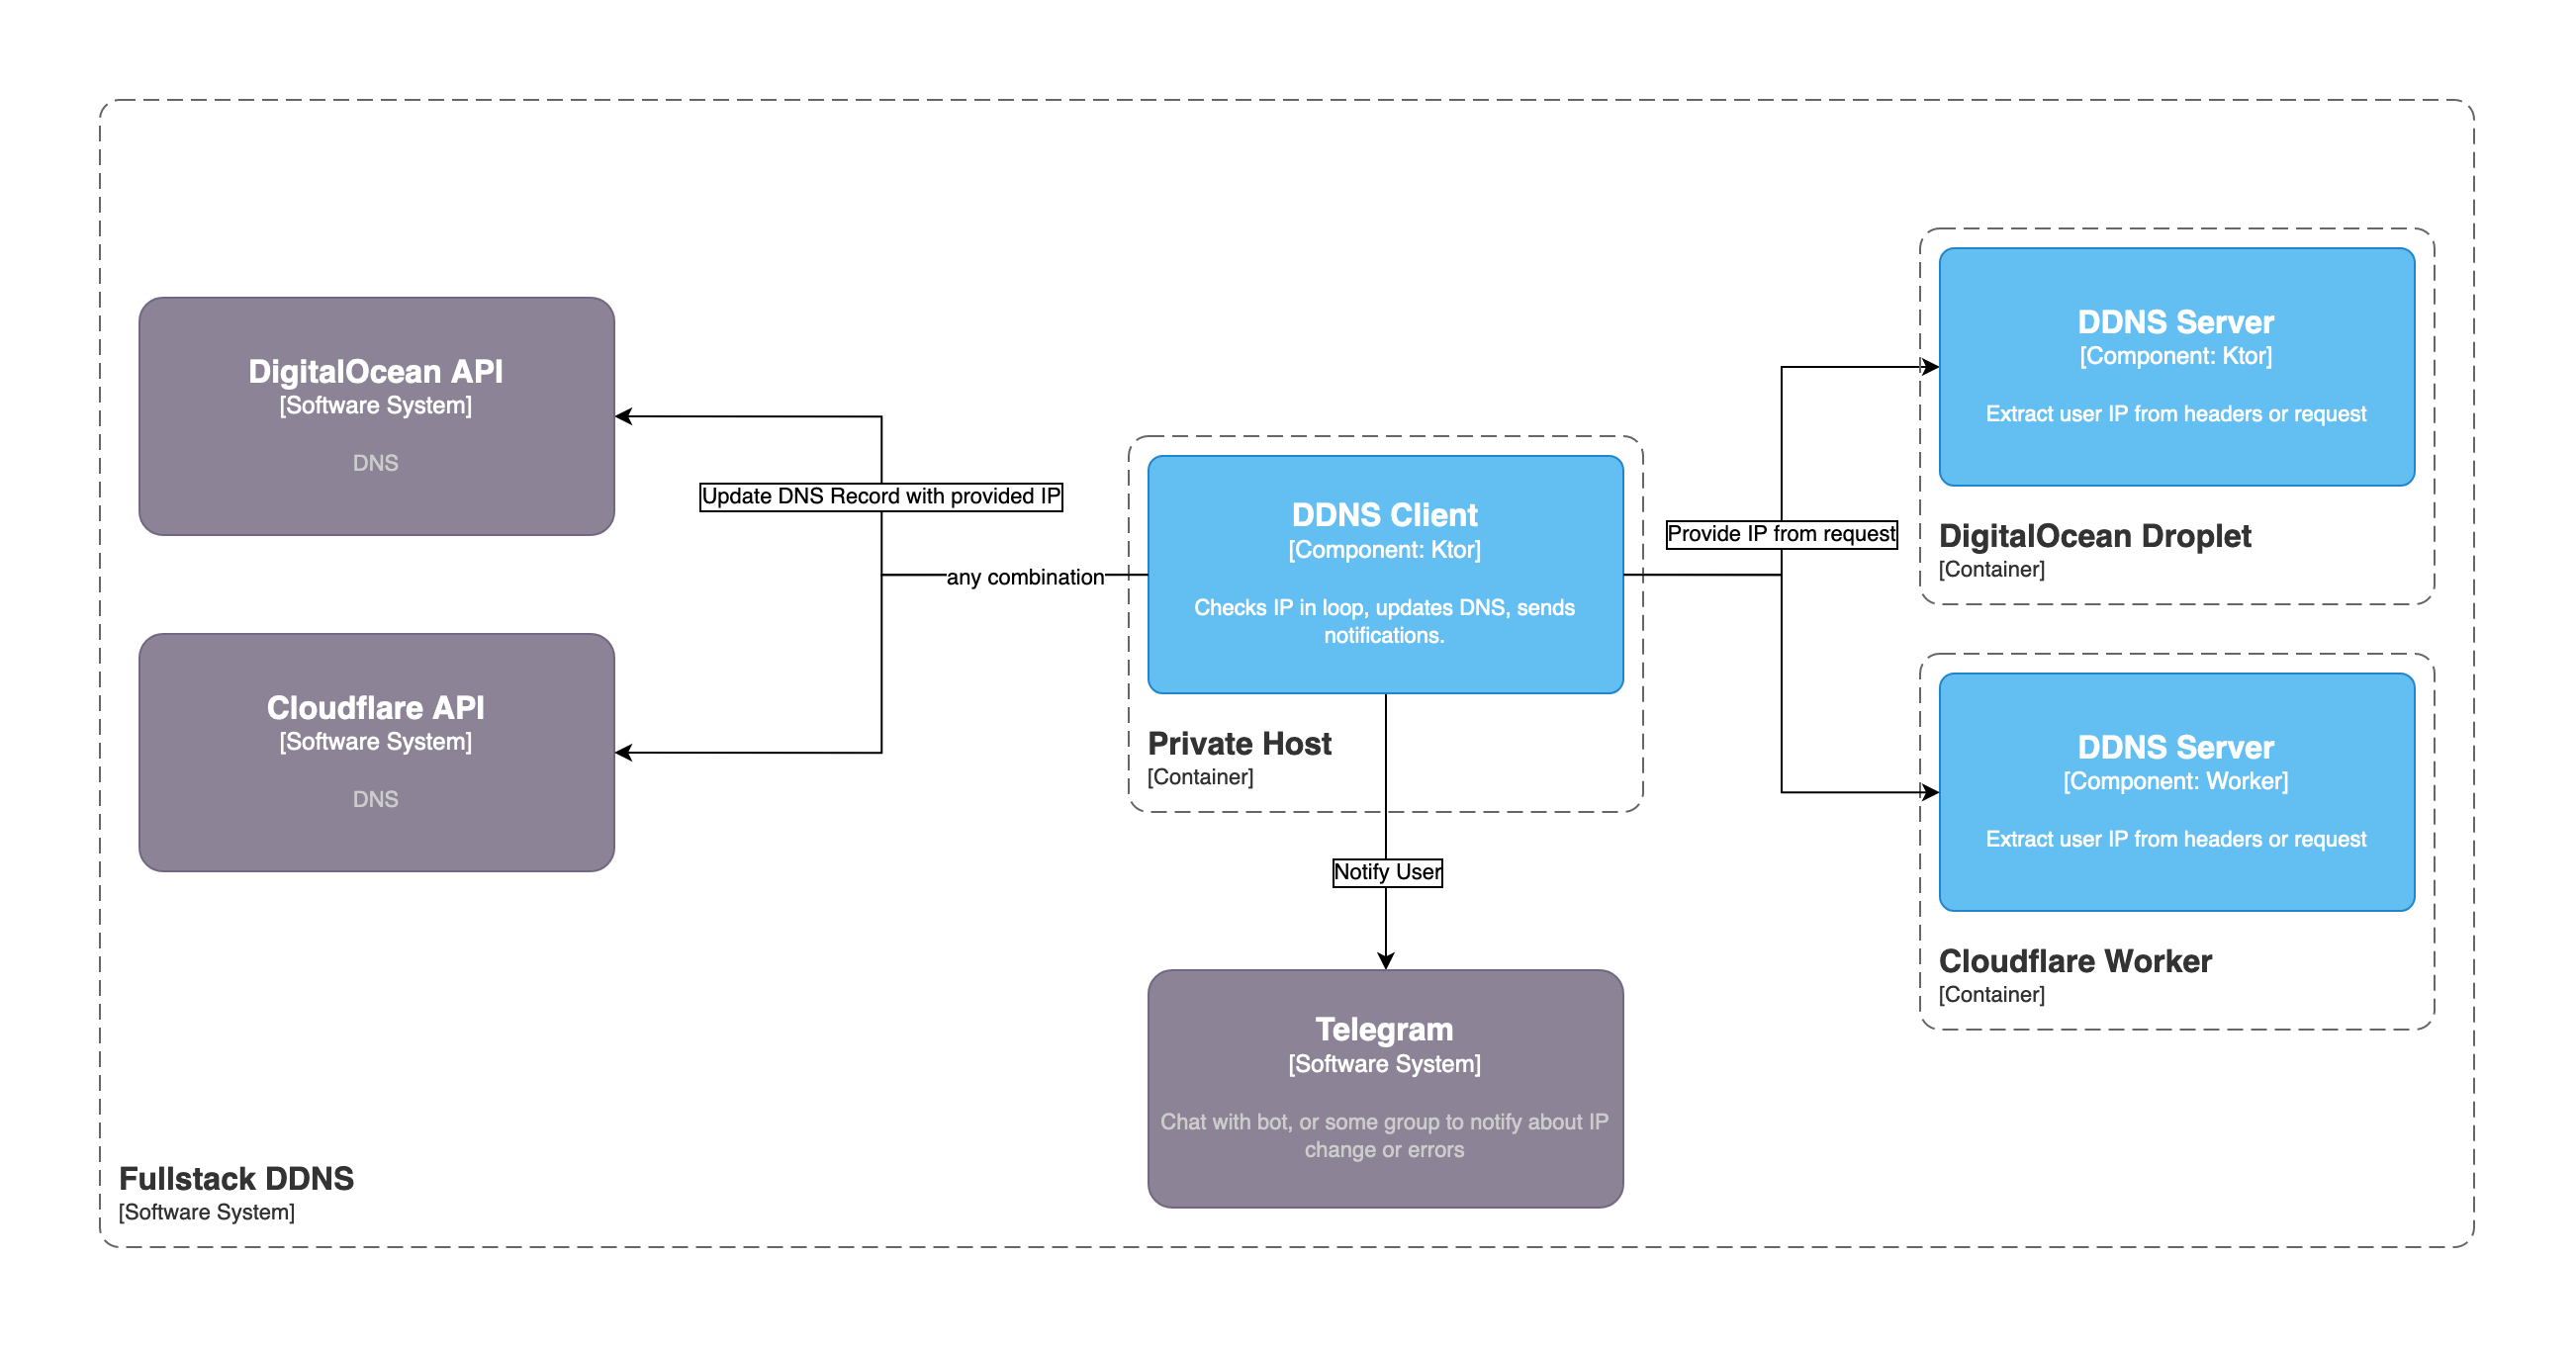 DigitalOcean API
[Software System]
DNS
Update DNS Record with provided IP
any combination
Cloudflare API
[Software System]
DNS
DDNS Client
[Component: Ktor]
Checks IP in loop, updates DNS, sends
notifications.
Private Host
[Container]
Notify User
Telegram
[Software System]
Chat with bot, or some group to notify about IP
change or errors
Provide IP from request
DDNS Server
[Component: Ktor]
Extract user IP from headers or request
DigitalOcean Droplet
[Container]
DDNS Server
[Component: Worker]
Extract user IP from headers or request
Cloudflare Worker
[Container]
Fullstack DDNS
[Software System]